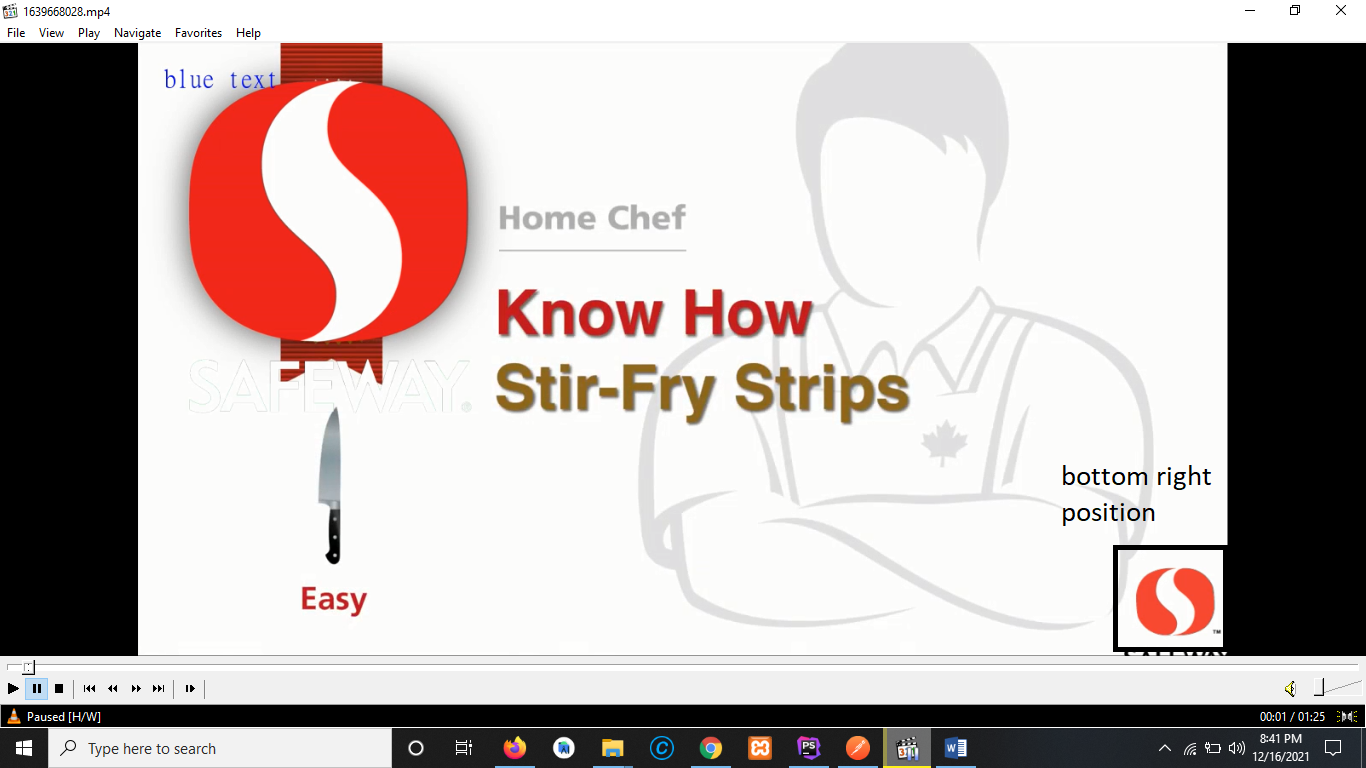 1639668028.mp4
File View Play Navigate Favorites Help
blue text
Home Chef
Know How
Stir-Fry Strips
SAFEWAY.
Easy
bottom right
position
TM
Paused [H/W]
00:01 / 01:25
Type here to search
8:41 PM
12/16/2021